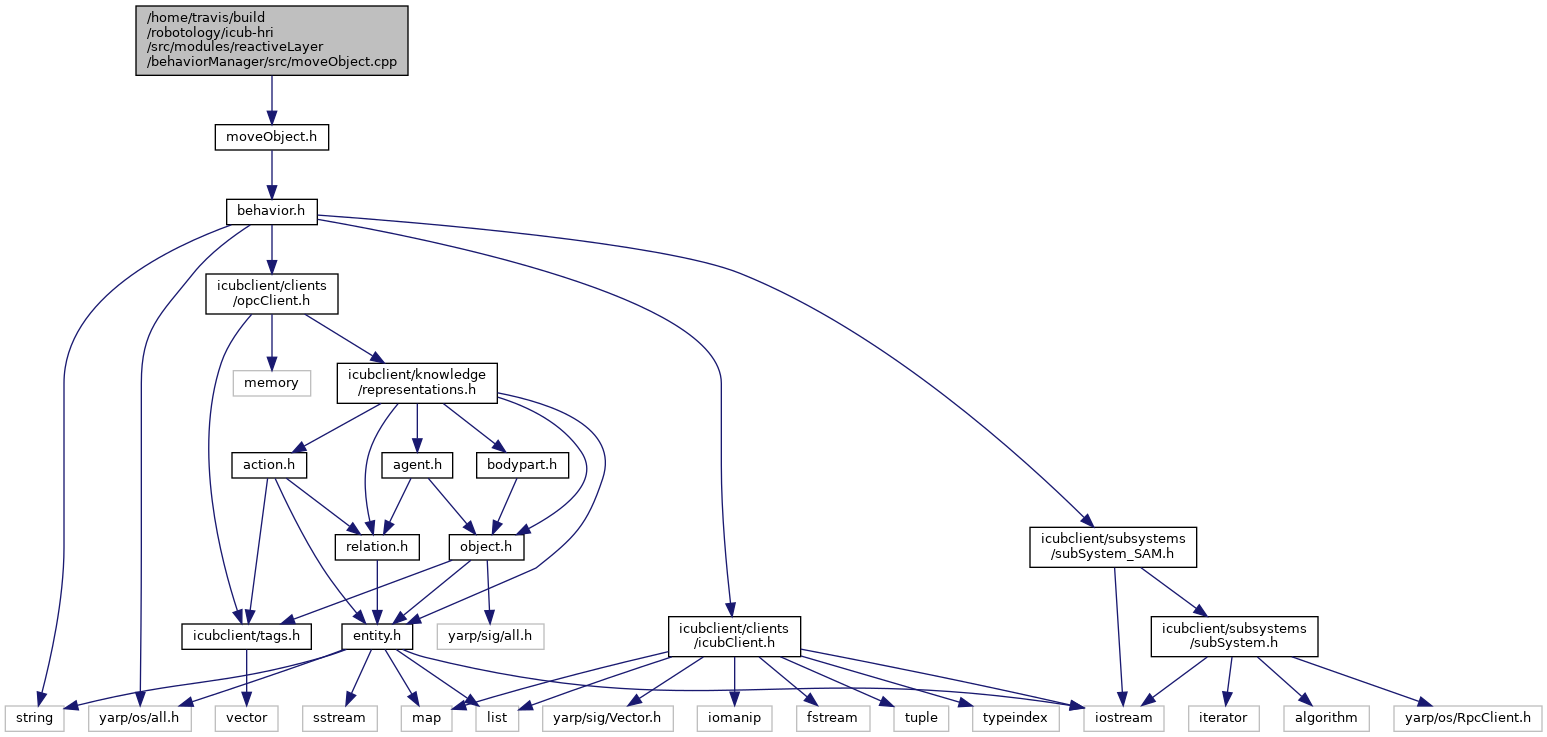 /home/travis/build
/robotology/icub-hri
/src/modules/reactiveLayer
/behaviorManager/src/moveObject.cpp
moveObject.h
behavior.h
icubclient/clients
/opcClient.h
memory
icubclient/knowledge
/representations.h
action.h
agent.h
bodypart.h
relation.h
object.h
icubclient/subsystems
/subSystem_SAM.h
icubclient/tags.h
entity.h
yarp/sig/all.h
icubclient/clients
/icubClient.h
icubclient/subsystems
/subSystem.h
string
yarp/os/all.h
vector
sstream
map
list
yarp/sig/Vector.h
iomanip
fstream
tuple
typeindex
iostream
iterator
algorithm
yarp/os/RpcClient.h